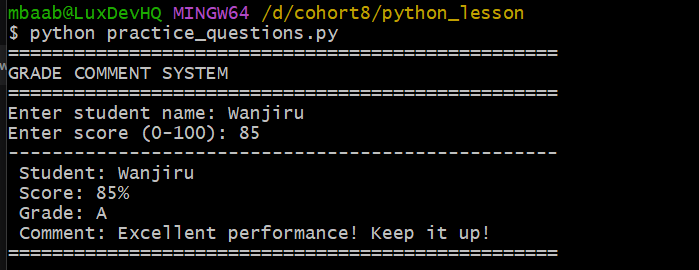 mbaab@LuxDevHQ MINGW64 /d/cohort8/python_lesson
$ python practice_questions.py
==================================================
GRADE COMMENT SYSTEM
==================================================
Enter student name: Wanjiru
Enter score (0-100): 85
--------------------------------------------------
 Student: Wanjiru
 Score: 85%
 Grade: A
 Comment: Excellent performance! Keep it up!
==================================================